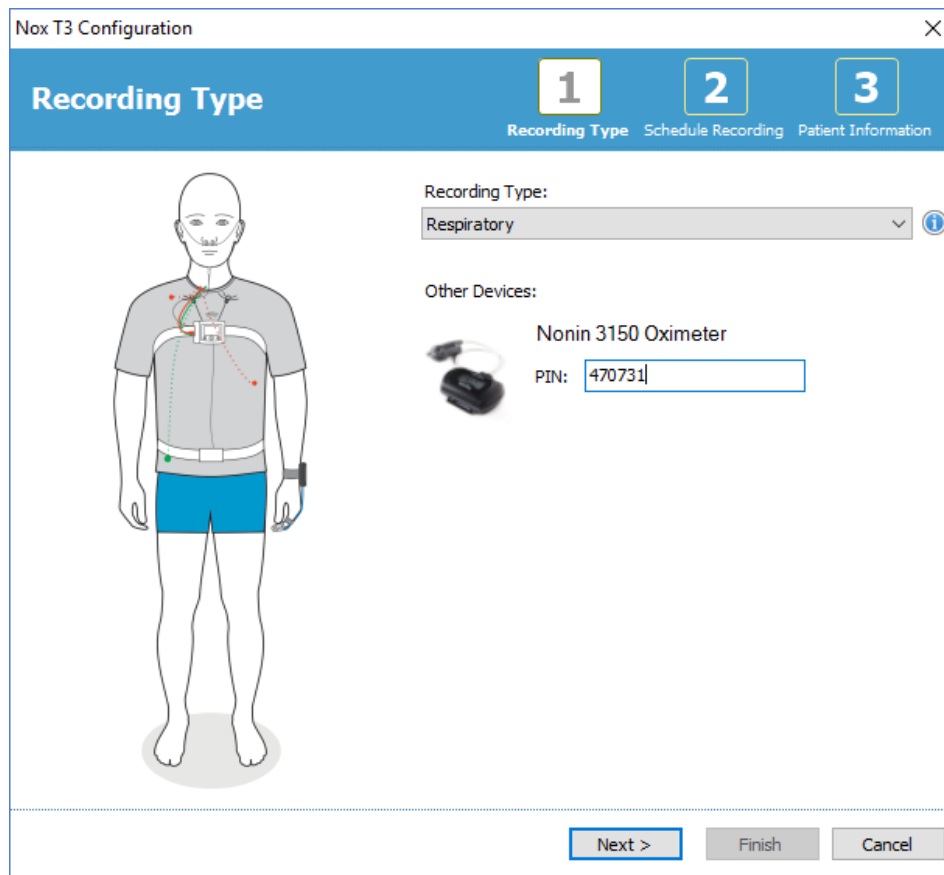 Nox T3 Configuration
Recording Type
1
2
3
Recording Type
Schedule Recording
Patient Information
Recording Type:
Respiratory
Other Devices:
Nonin 3150 Oximeter
PIN: 470731
Next >
Finish
Cancel